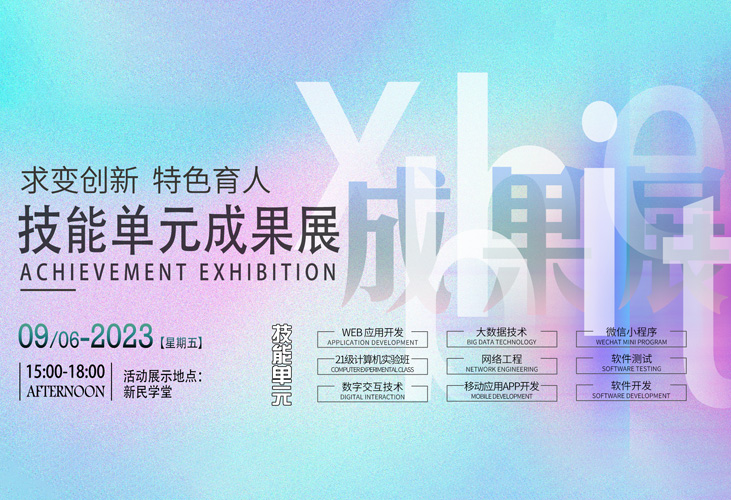 求变创新 特色育人
技能单元成果展
ACHIEVEMENT EXHIBITION
成果展
09/06-2023【星期五】
15:00-18:00
AFTERNOON
活动展示地点：
新民学堂
技能单元
WEB 应用开发
APPLICATION DEVELOPMENT
大数据技术
BIG DATA TECHNOLOGY
微信小程序
WECHAT MINI PROGRAM
21级计算机实验班
COMPUTER EXPERIMENTAL CLASS
网络工程
NETWORK ENGINEERING
软件测试
SOFTWARE TESTING
数字交互技术
DIGITAL INTERACTION
移动应用APP开发
MOBILE DEVELOPMENT
软件开发
SOFTWARE DEVELOPMENT